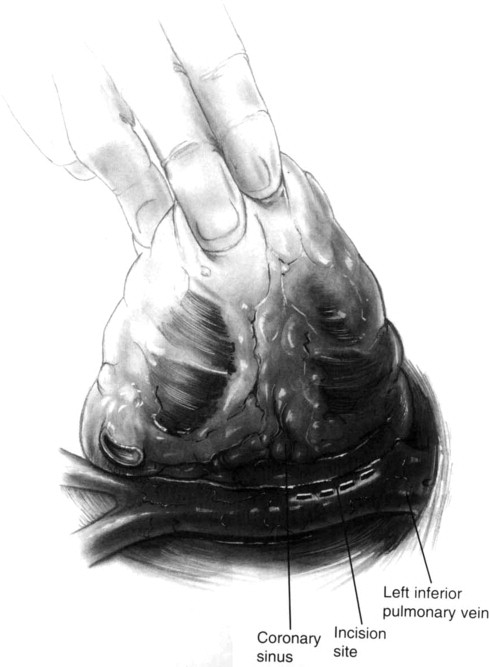 Left inferior
pulmonary vein
Coronary
sinus
Incision
site